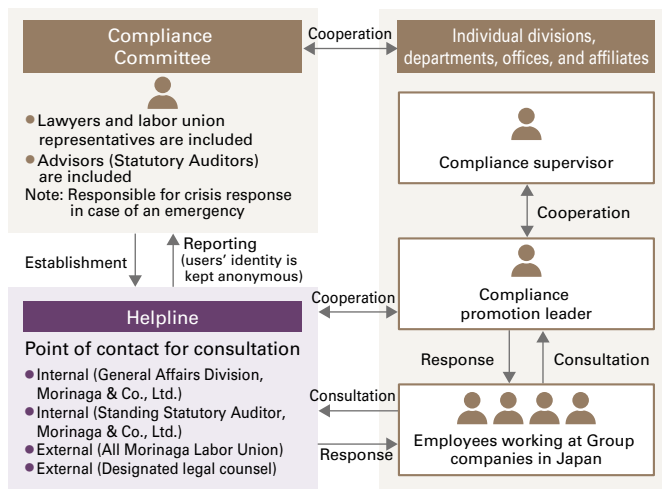 Compliance
Committee
Cooperation
Individual divisions,
departments, offices, and affiliates
● Lawyers and labor union
representatives are included
● Advisors (Statutory Auditors)
are included
Note: Responsible for crisis response
in case of an emergency
Compliance supervisor
Cooperation
Establishment
Reporting
(users’ identity is
kept anonymous)
Cooperation
Compliance
promotion leader
Helpline
Point of contact for consultation
● Internal (General Affairs Division,
Morinaga & Co., Ltd.)
● Internal (Standing Statutory Auditor,
Morinaga & Co., Ltd.)
● External (All Morinaga Labor Union)
● External (Designated legal counsel)
Response
Consultation
Consultation
Response
Employees working at Group
companies in Japan